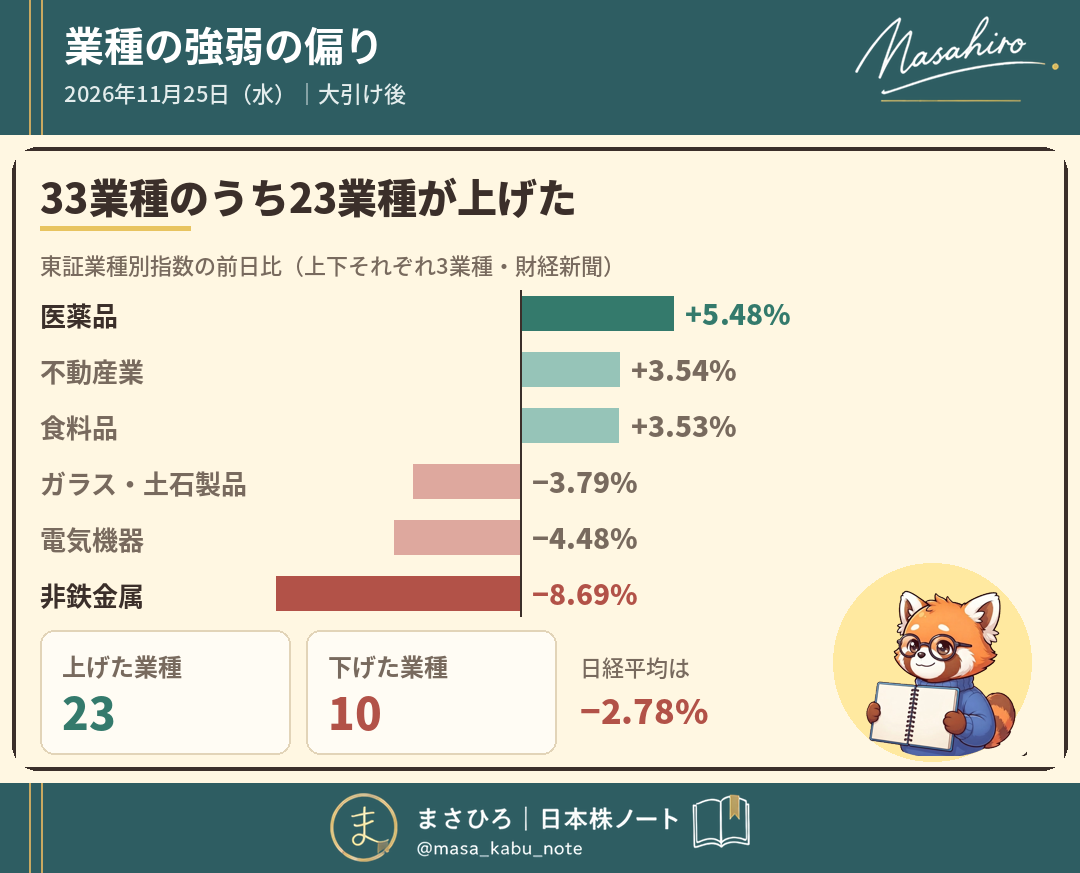 業種の強弱の偏り
Masahiro
2026年11月25日（水）｜大引け後
33業種のうち23業種が上げた
東証業種別指数の前日比（上下それぞれ3業種・財経新聞）
医薬品 +5.48%
不動産業 +3.54%
食料品 +3.53%
ガラス・土石製品 −3.79%
電気機器 −4.48%
非鉄金属 −8.69%
上げた業種
23
下げた業種
10
日経平均は
−2.78%
ま
まさひろ｜日本株ノート
@masa_kabu_note